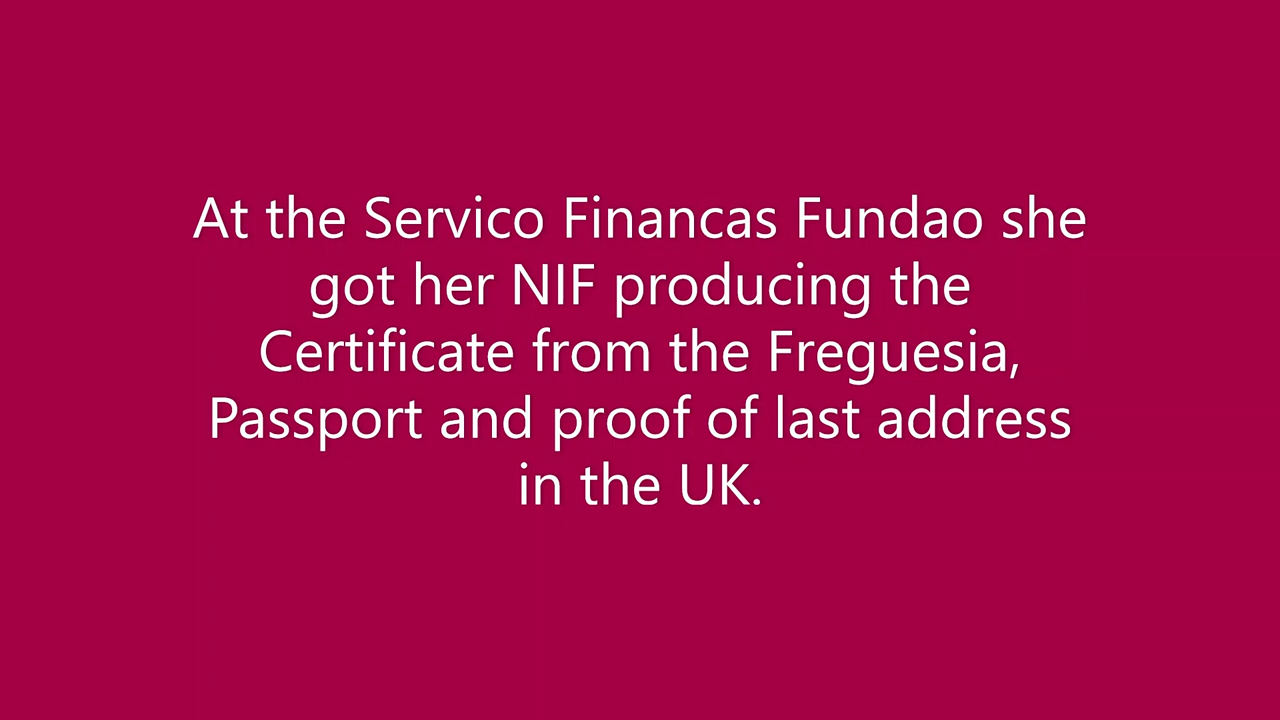 At the Servico Financas Fundao she
got her NIF producing the
Certificate from the Freguesia,
Passport and proof of last address
in the UK.